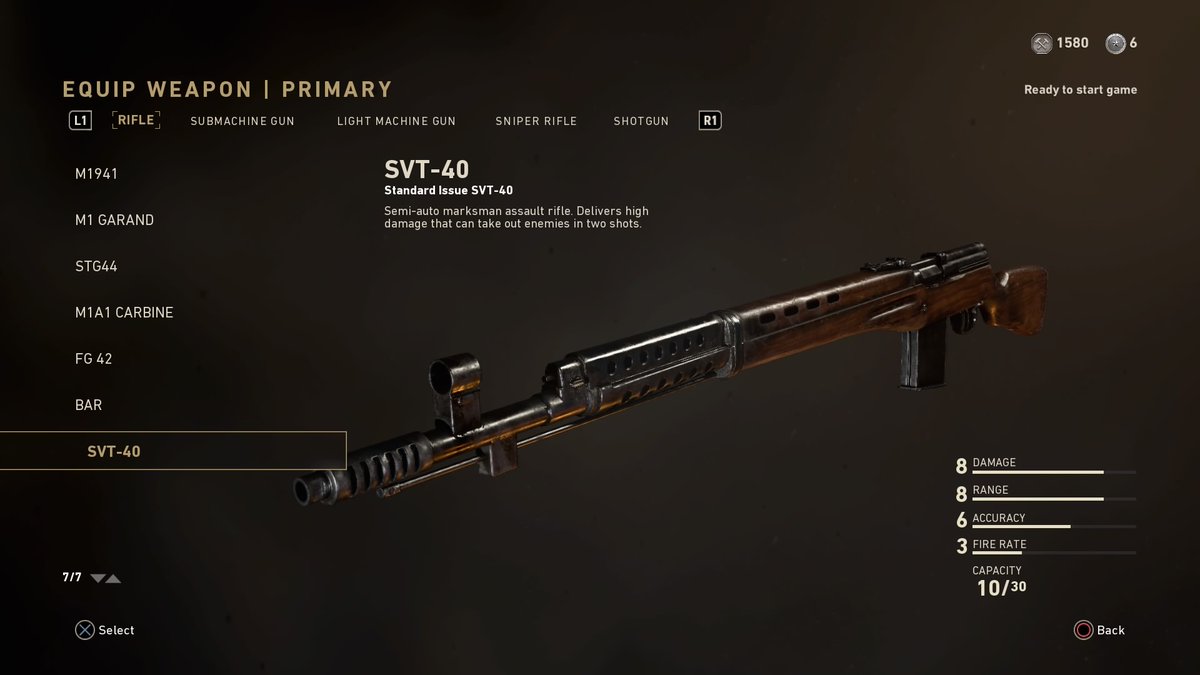 1580 6
EQUIP WEAPON | PRIMARY
Ready to start game
L1 RIFLE SUBMACHINE GUN LIGHT MACHINE GUN SNIPER RIFLE SHOTGUN R1
M1941
M1 GARAND
STG44
M1A1 CARBINE
FG 42
BAR
SVT-40
SVT-40
Standard Issue SVT-40
Semi-auto marksman assault rifle. Delivers high
damage that can take out enemies in two shots.
8 DAMAGE
8 RANGE
6 ACCURACY
3 FIRE RATE
CAPACITY
10/30
7/7
Select
Back